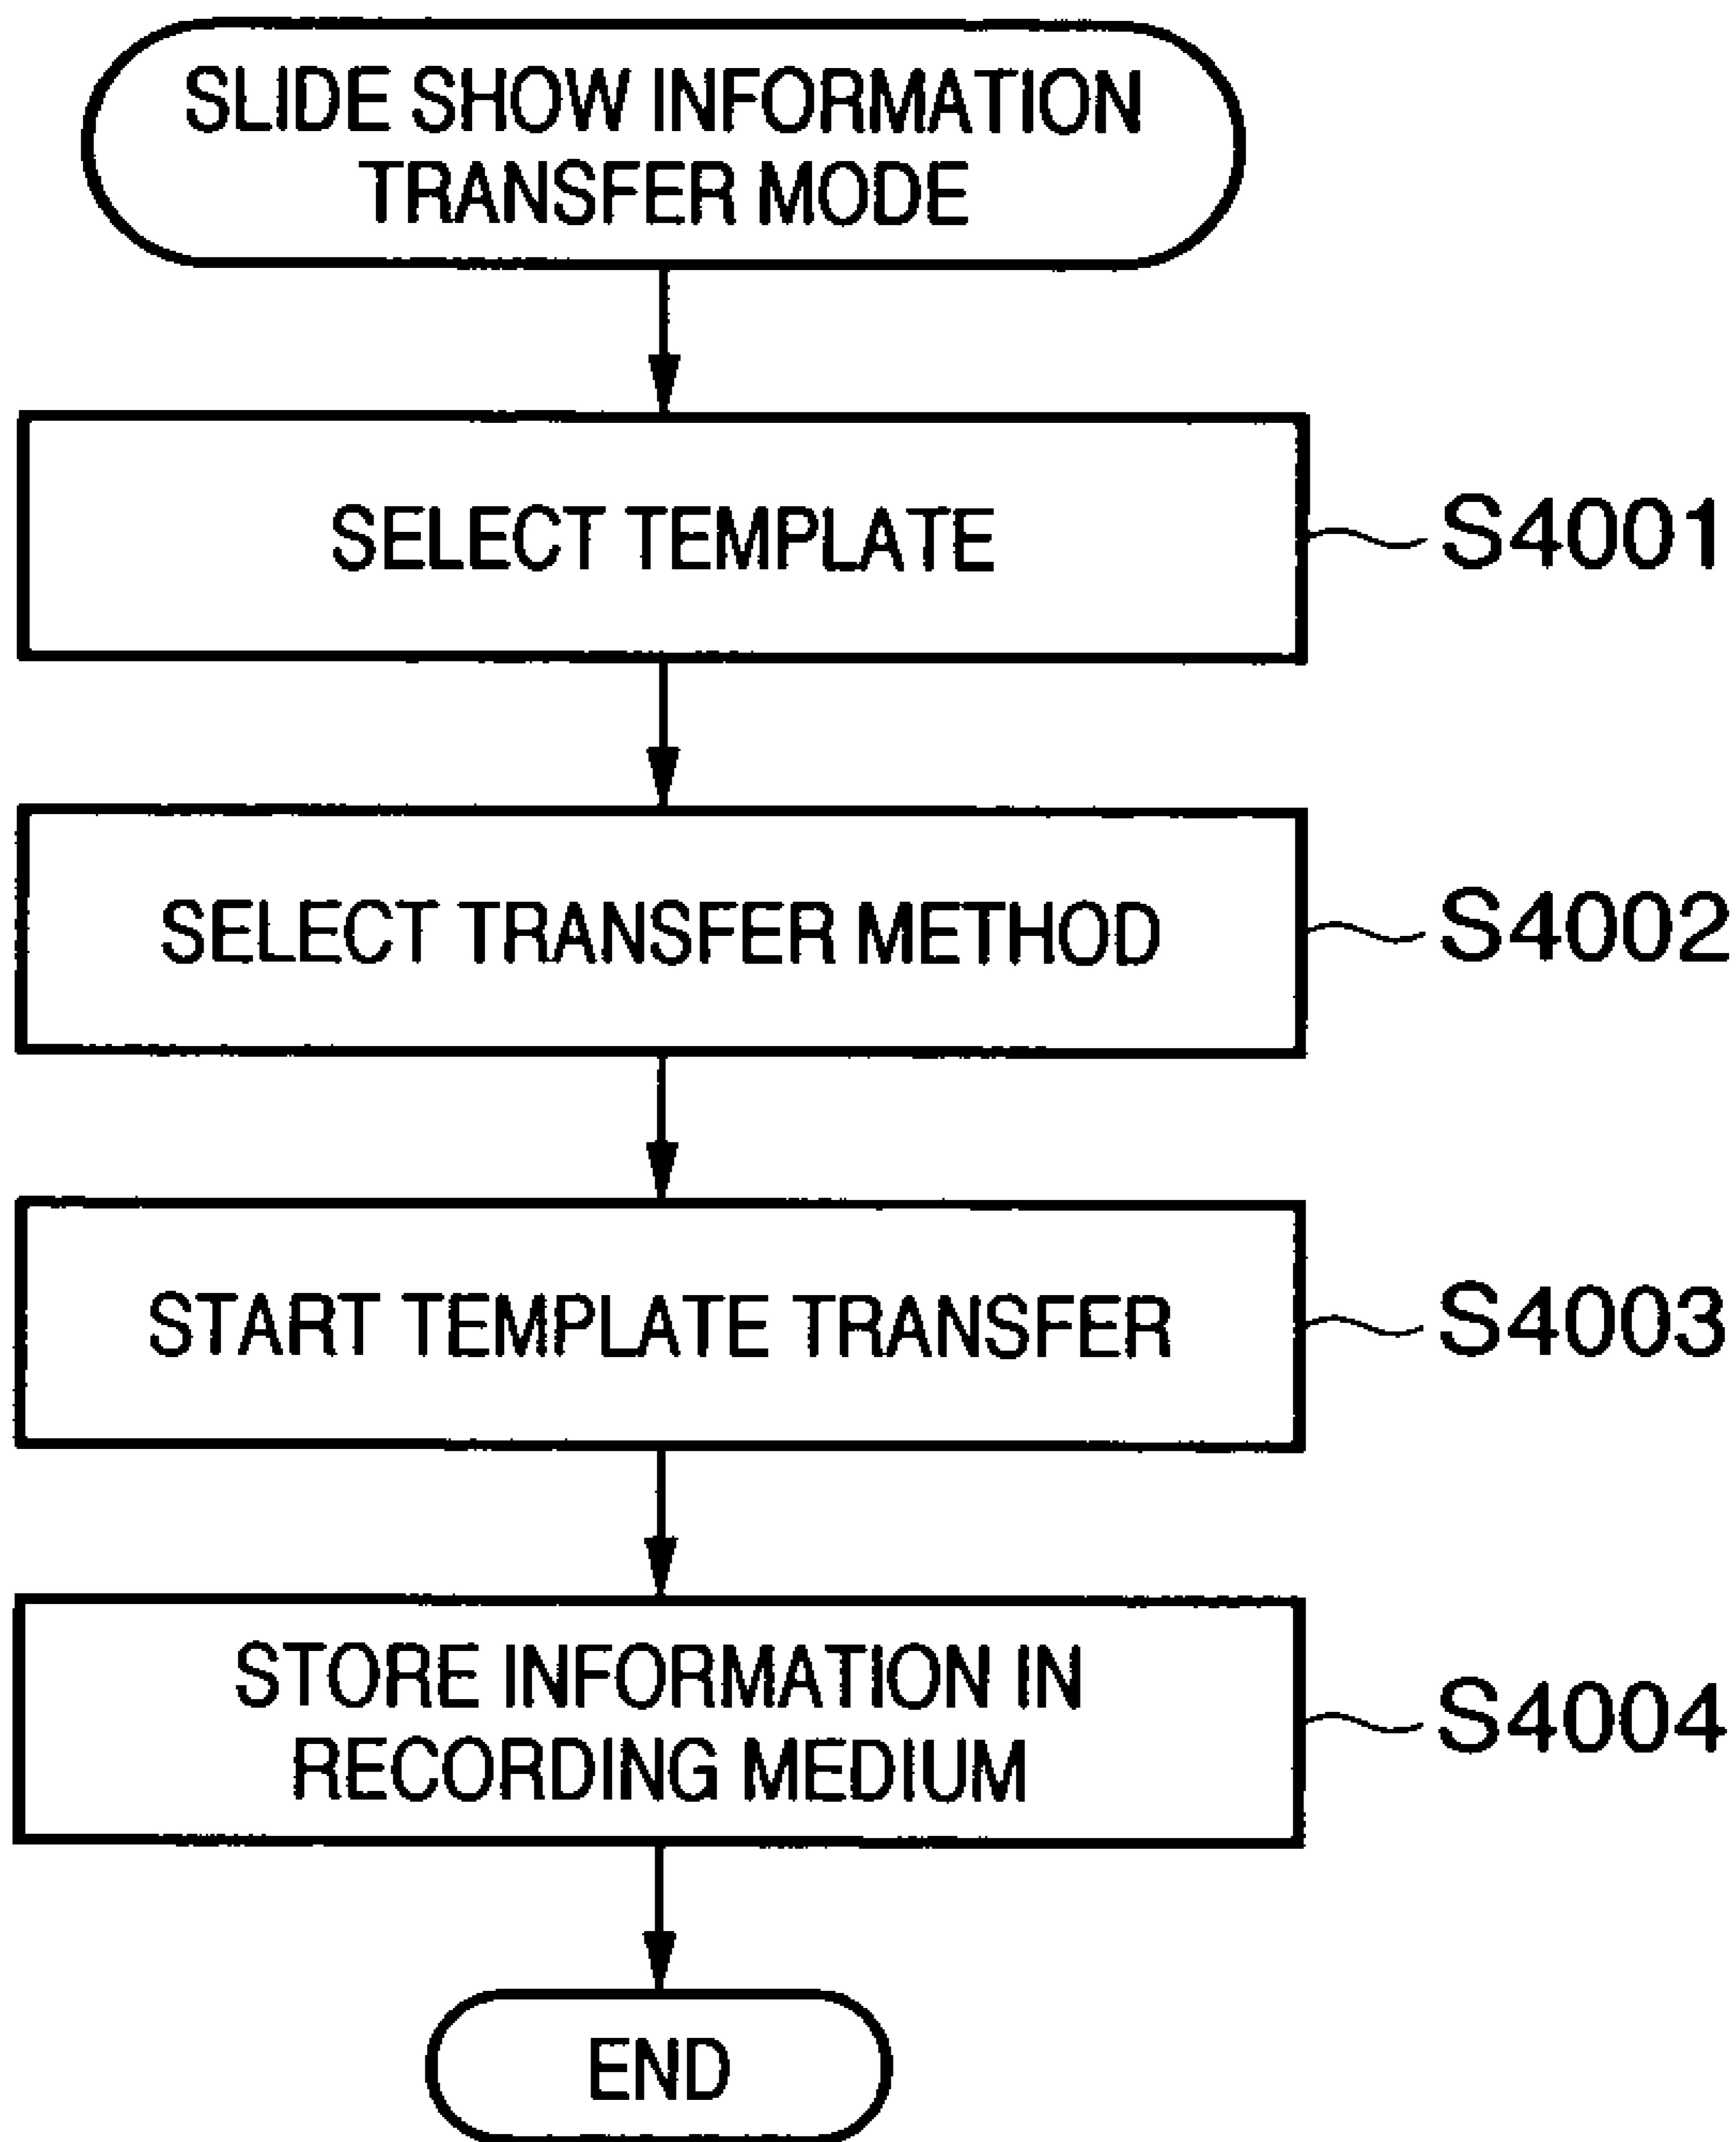 SLIDE SHOW INFORMATION
TRANSFER MODE
SELECT TEMPLATE
S4001
SELECT TRANSFER METHOD
S4002
START TEMPLATE TRANSFER
S4003
STORE INFORMATION IN
RECORDING MEDIUM
S4004
END